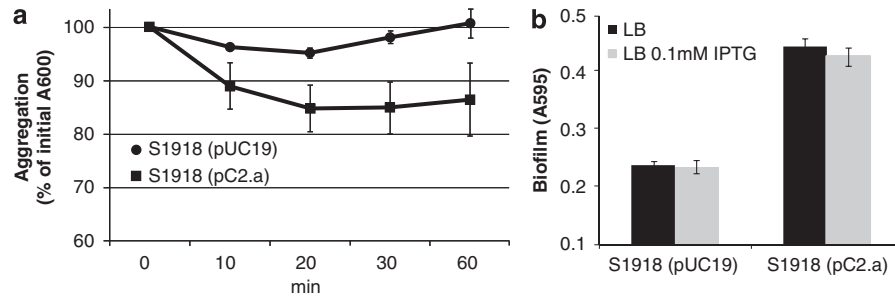 a
Aggregation
(% of initial A600)
100
90
80
70
60
S1918 (pUC19)
S1918 (pC2.a)
0 10 20 30 60
min
b
Biofilm (A595)
0.5
0.4
0.3
0.2
0.1
LB
LB 0.1mM IPTG
S1918 (pUC19) S1918 (pC2.a)